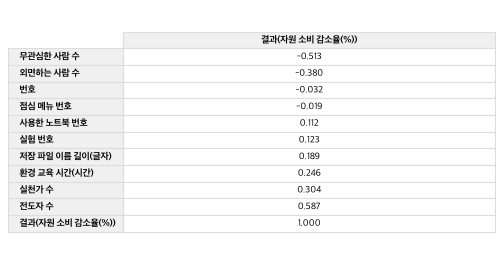 결과(자원 소비 감소율(%))
무관심한 사람 수 -0.513
외면하는 사람 수 -0.380
번호 -0.032
점심 메뉴 번호 -0.019
사용한 노트북 번호 0.112
실험 번호 0.123
저장 파일 이름 길이(글자) 0.189
환경 교육 시간(시간) 0.246
실천가 수 0.304
전도자 수 0.587
결과(자원 소비 감소율(%)) 1.000